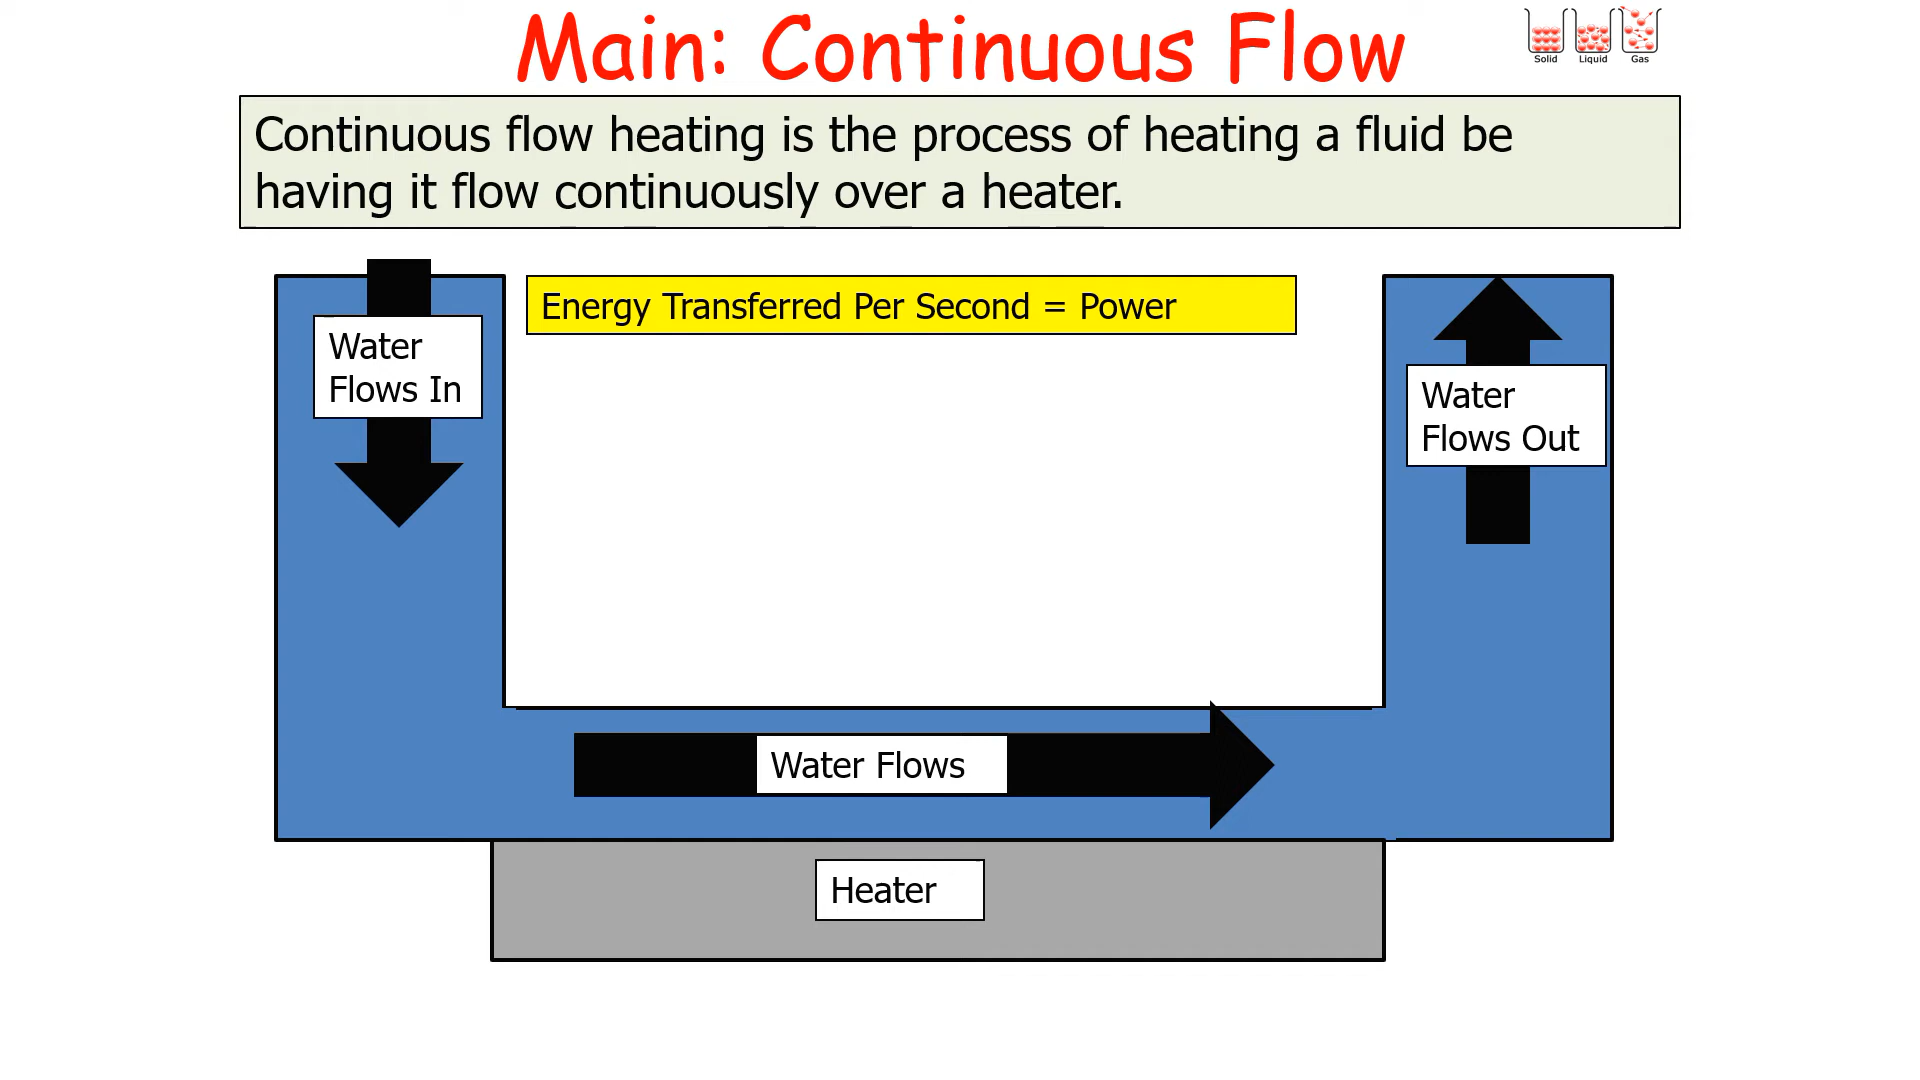 Main: Continuous Flow
Solid Liquid Gas
Continuous flow heating is the process of heating a fluid be
having it flow continuously over a heater.
Energy Transferred Per Second = Power
Water
Flows In
Water
Flows Out
Water Flows
Heater